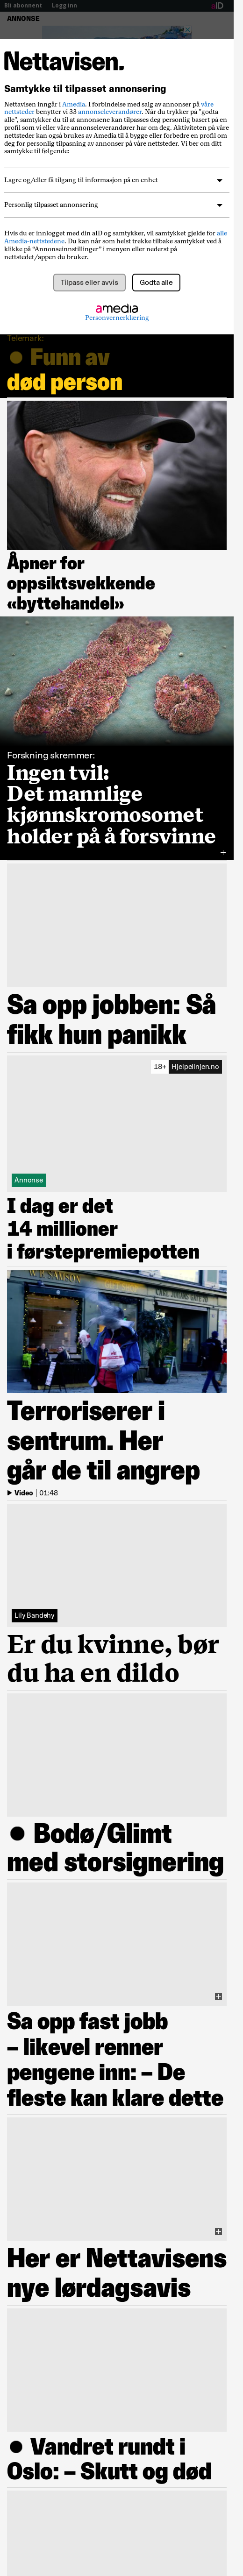 Bli abonnent | Logg inn
aID
ANNONSE
Nettavisen.
Samtykke til tilpasset annonsering
Nettavisen inngår i Amedia. I forbindelse med salg av annonser på våre
nettsteder benytter vi 33 annonseleverandører. Når du trykker på "godta
alle", samtykker du til at annonsene kan tilpasses deg personlig basert på
en profil som vi eller våre annonseleverandører har om deg. Aktivitetene på våre
nettsteder kan også brukes av Amedia til å bygge eller forbedre en profil om
deg for personlig tilpasning av annonser på våre nettsteder. Vi ber om ditt
samtykke til følgende:
Lagre og/eller få tilgang til informasjon på en enhet
Personlig tilpasset annonsering
Hvis du er innlogget med din aID og samtykker, vil samtykket gjelde for alle
Amedia-nettstedene. Du kan når som helst trekke tilbake samtykket ved å
klikke på "Annonseinnstillinger" i menyen eller nederst på
nettstedet/appen du bruker.
Tilpass eller avvis
Godta alle
amedia
Personvernerklæring
Telemark:
Funn av
død person
Åpner for
oppsiktsvekkende
«byttehandel»
Forskning skremmer:
Ingen tvil:
Det mannlige
kjønnskromosomet
holder på å forsvinne
Sa opp jobben: Så
fikk hun panikk
18+ Hjelpelinjen.no
Annonse
I dag er det
14 millioner
i førstepremiepotten
Terroriserer i
sentrum. Her
går de til angrep
Video | 01:48
Lily Bandehy
Er du kvinne, bør
du ha en dildo
Bodø/Glimt
med storsignering
Sa opp fast jobb
– likevel renner
pengene inn: – De
fleste kan klare dette
Her er Nettavisens
nye lørdagsavis
Vandret rundt i
Oslo: – Skutt og død